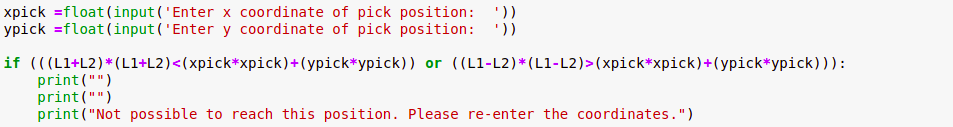 xpick =float(input('Enter x coordinate of pick position:  '))
ypick =float(input('Enter y coordinate of pick position:  '))

if (((L1+L2)*(L1+L2)<(xpick*xpick)+(ypick*ypick)) or ((L1-L2)*(L1-L2)>(xpick*xpick)+(ypick*ypick))):
    print("")
    print("")
    print("Not possible to reach this position. Please re-enter the coordinates.")